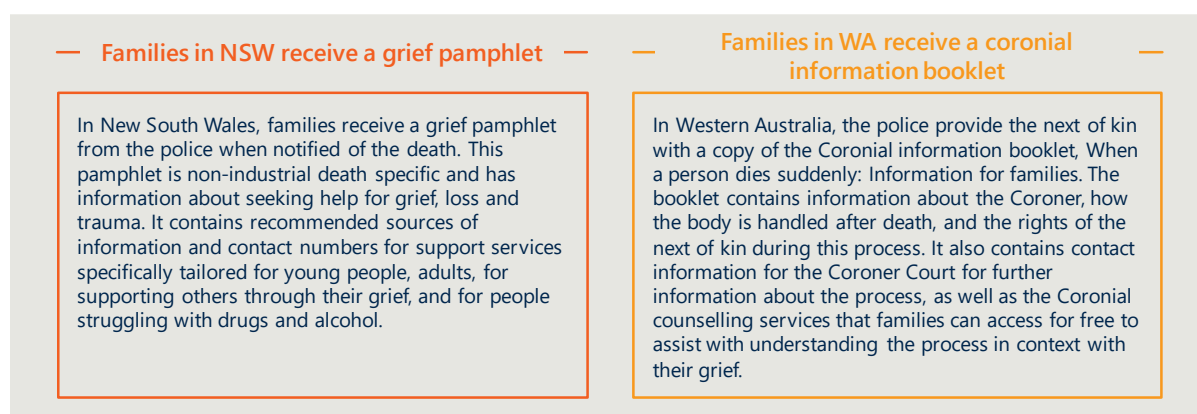 Families in NSW receive a grief pamphlet
In New South Wales, families receive a grief pamphlet
from the police when notified of the death. This
pamphlet is non-industrial death specific and has
information about seeking help for grief, loss and
trauma. It contains recommended sources of
information and contact numbers for support services
specifically tailored for young people, adults, for
supporting others through their grief, and for people
struggling with drugs and alcohol.
Families in WA receive a coronial
information booklet
In Western Australia, the police provide the next of kin
with a copy of the Coronial information booklet, When
a person dies suddenly: Information for families. The
booklet contains information about the Coroner, how
the body is handled after death, and the rights of the
next of kin during this process. It also contains contact
information for the Coroner Court for further
information about the process, as well as the Coronial
counselling services that families can access for free to
assist with understanding the process in context with
their grief.